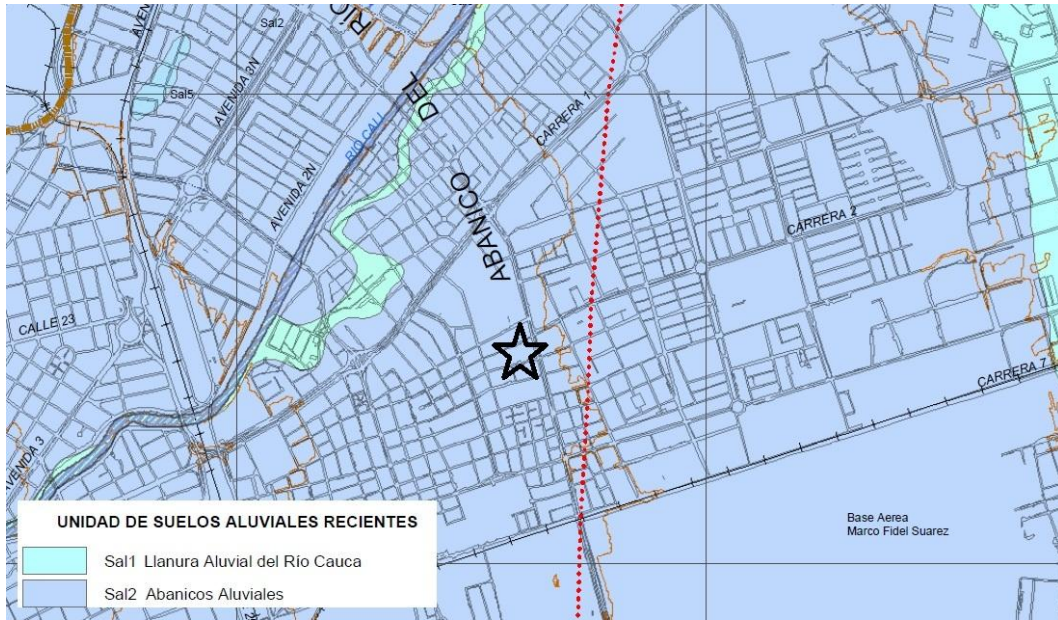 Sal2
RÍO
Sal5
AVENIDA 3N
DEL
RÍO CALI
CARRERA 1
AVENIDA 2N
ABANICO
CARRERA 2
CALLE 23
CARRERA 7
AVENIDA 3
UNIDAD DE SUELOS ALUVIALES RECIENTES
Sal1 Llanura Aluvial del Río Cauca
Sal2 Abanicos Aluviales
Base Aerea
Marco Fidel Suarez